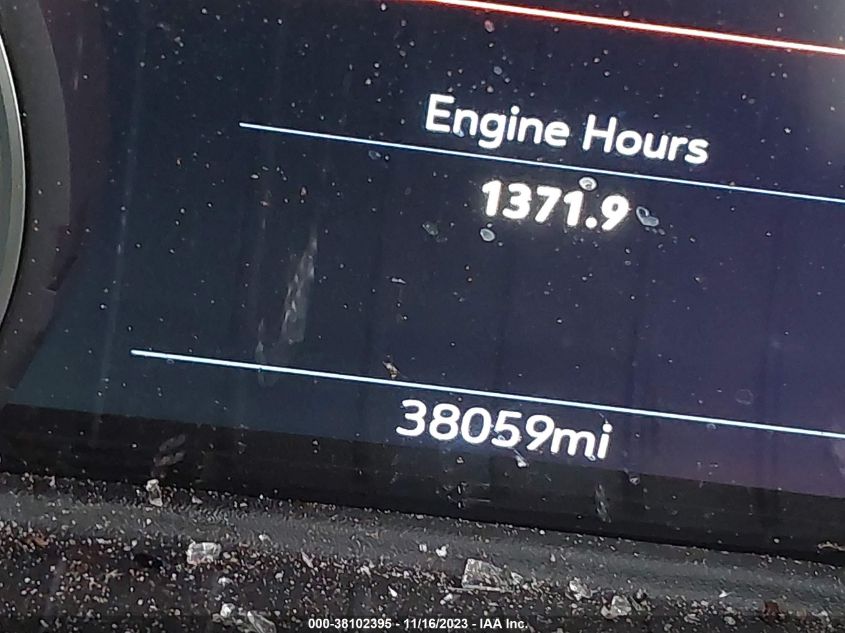 Engine Hours
1371.9
38059mi
000-38102395 - 11/16/2023 - IAA Inc.